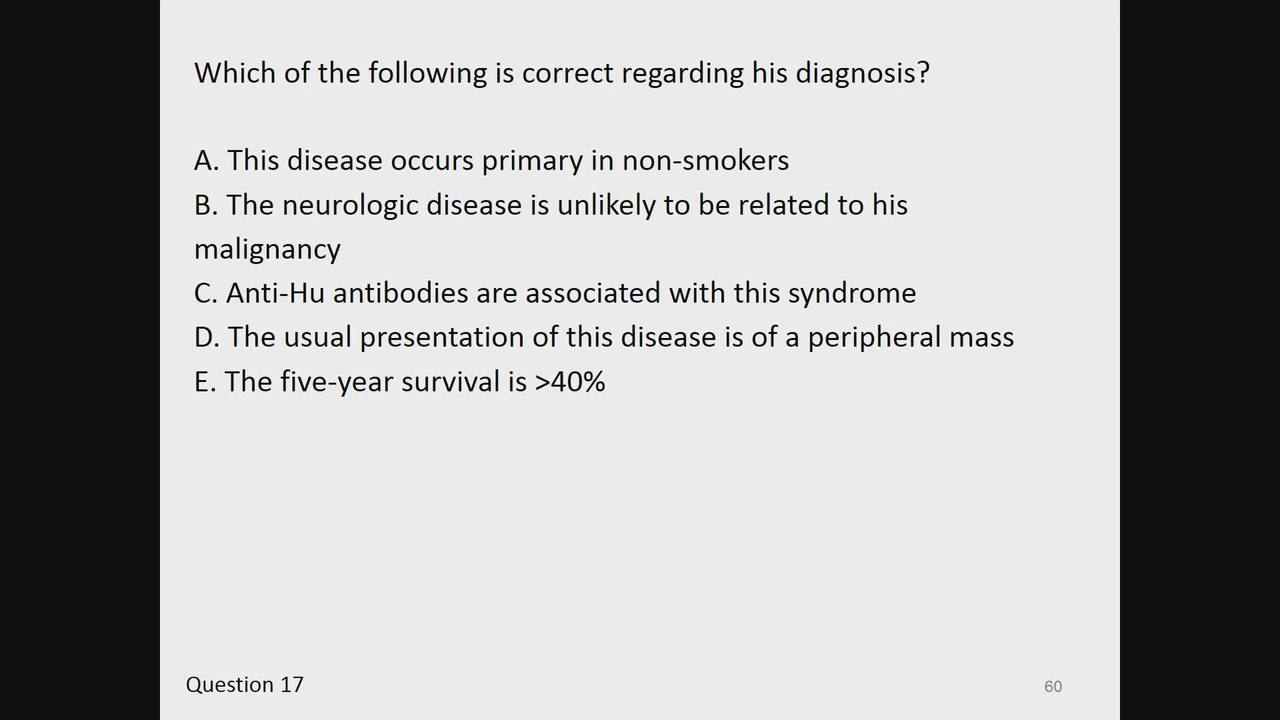 Which of the following is correct regarding his diagnosis?
A. This disease occurs primary in non-smokers
B. The neurologic disease is unlikely to be related to his
malignancy
C. Anti-Hu antibodies are associated with this syndrome
D. The usual presentation of this disease is of a peripheral mass
E. The five-year survival is >40%
Question 17
60